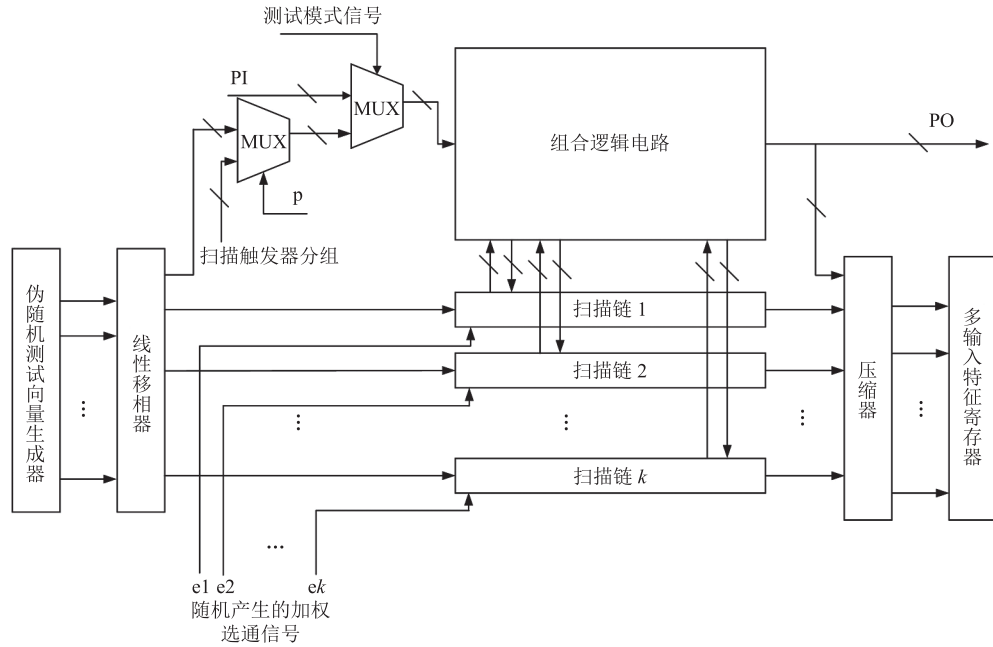 测试模式信号
PI
MUX
MUX
组合逻辑电路
PO
p
扫描触发器分组
伪随机测试向量生成器
线性移相器
扫描链 1
扫描链 2
扫描链 k
压缩器
多输入特征寄存器
⋮
⋮
⋮
⋮
⋮
…
e1 e2 ek
随机产生的加权
选通信号